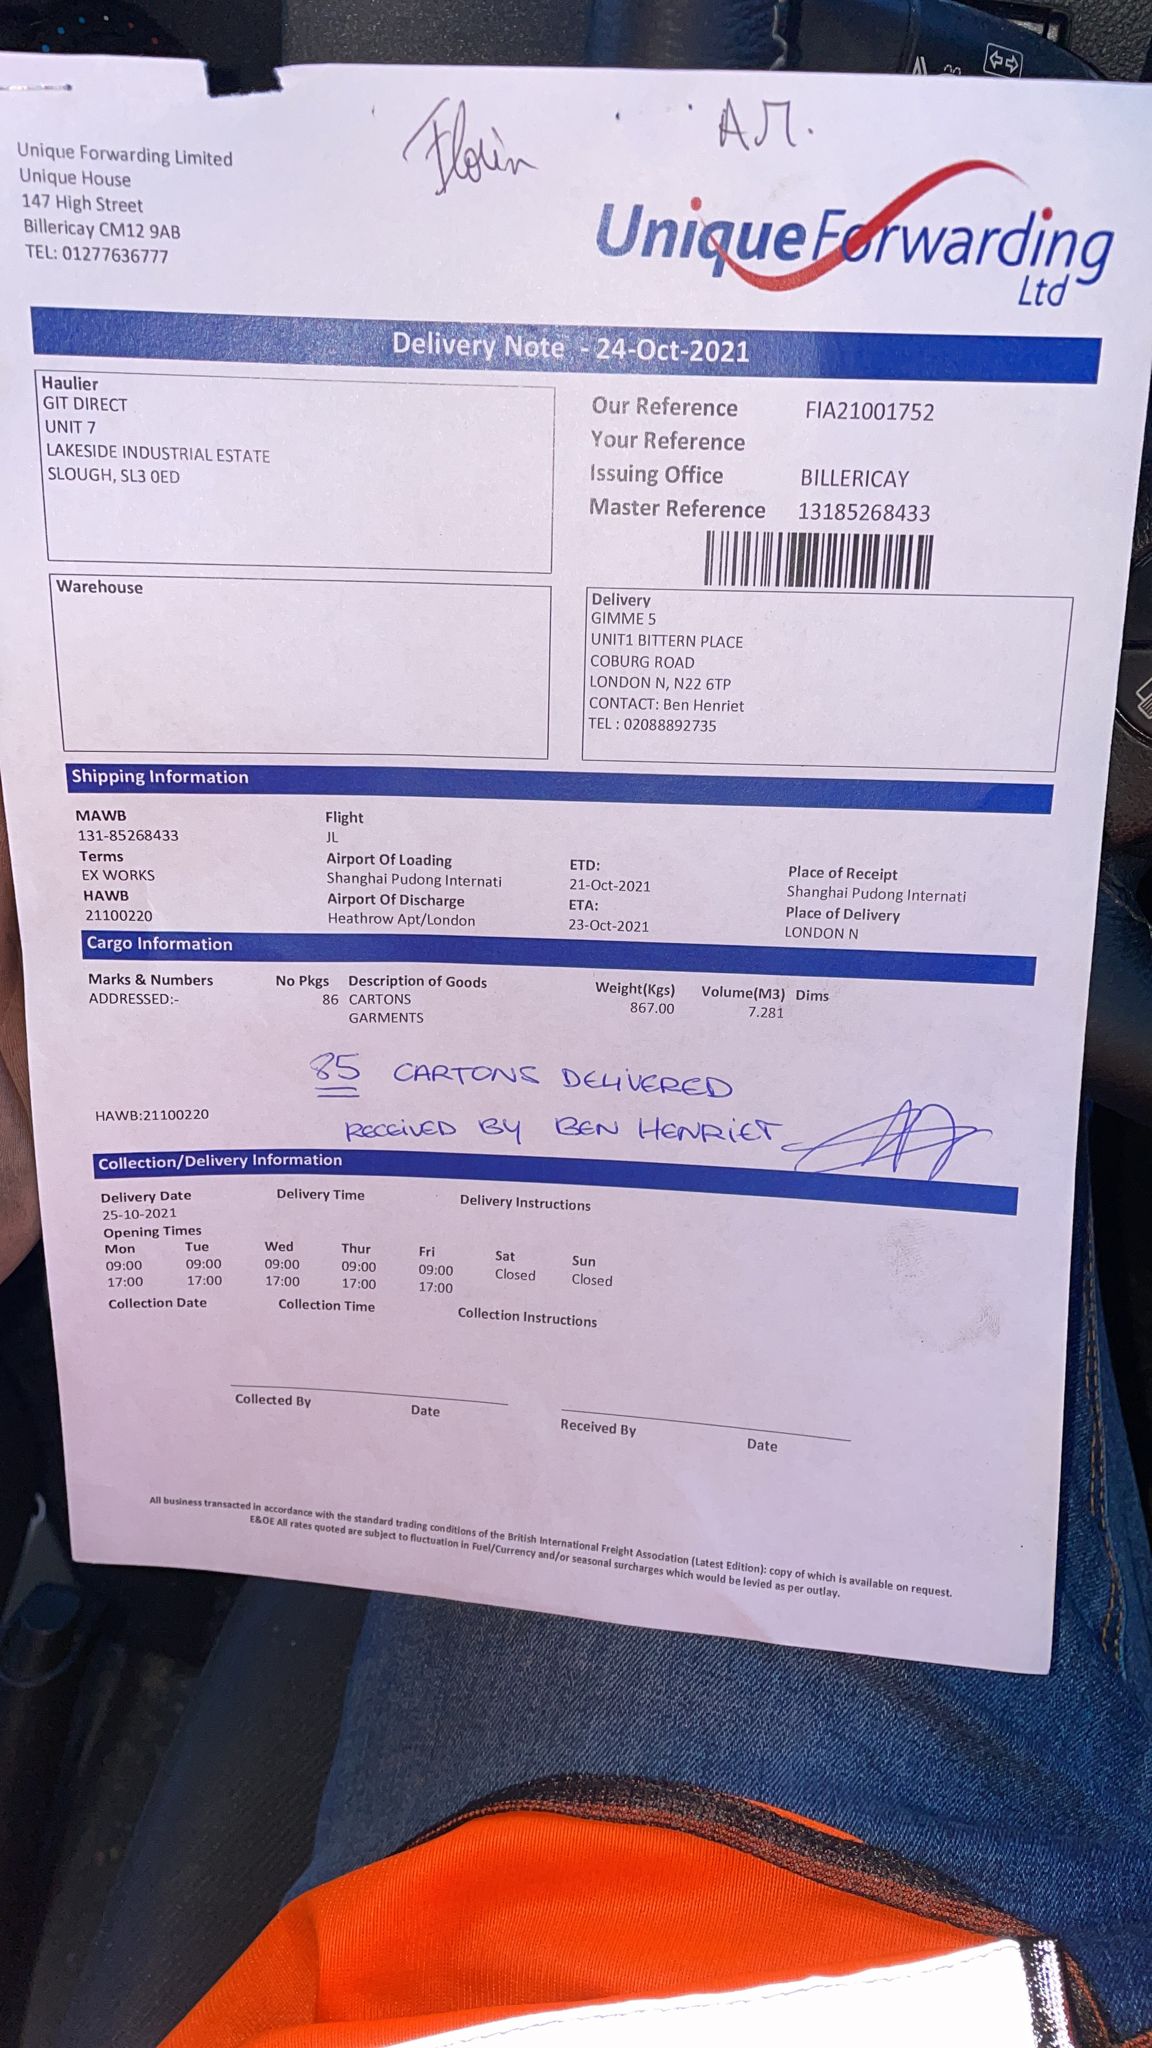 Florin A.M.
Unique Forwarding Limited
Unique House
147 High Street
Billericay CM12 9AB
TEL: 01277636777
UniqueForwarding
Ltd
Delivery Note - 24-Oct-2021
Haulier
GIT DIRECT
UNIT 7
LAKESIDE INDUSTRIAL ESTATE
SLOUGH, SL3 0ED
Our Reference FIA21001752
Your Reference
Issuing Office BILLERICAY
Master Reference 13185268433
Warehouse
Delivery
GIMME 5
UNIT1 BITTERN PLACE
COBURG ROAD
LONDON N, N22 6TP
CONTACT: Ben Henriet
TEL : 02088892735
Shipping Information
MAWB Flight
131-85268433 JL
Terms Airport Of Loading ETD: Place of Receipt
EX WORKS Shanghai Pudong Internati 21-Oct-2021 Shanghai Pudong Internati
HAWB Airport Of Discharge ETA: Place of Delivery
21100220 Heathrow Apt/London 23-Oct-2021 LONDON N
Cargo Information
Marks & Numbers No Pkgs Description of Goods Weight(Kgs) Volume(M3) Dims
ADDRESSED:- 86 CARTONS 867.00 7.281
GARMENTS
85 CARTONS DELIVERED
HAWB:21100220
RECEIVED BY BEN HENRIET
Collection/Delivery Information
Delivery Date Delivery Time Delivery Instructions
25-10-2021
Opening Times
Mon Tue Wed Thur Fri Sat Sun
09:00 09:00 09:00 09:00 09:00 Closed Closed
17:00 17:00 17:00 17:00 17:00
Collection Date Collection Time Collection Instructions
Collected By Date Received By Date
All business transacted in accordance with the standard trading conditions of the British International Freight Association (Latest Edition): copy of which is available on request.
E&OE All rates quoted are subject to fluctuation in Fuel/Currency and/or seasonal surcharges which would be levied as per outlay.